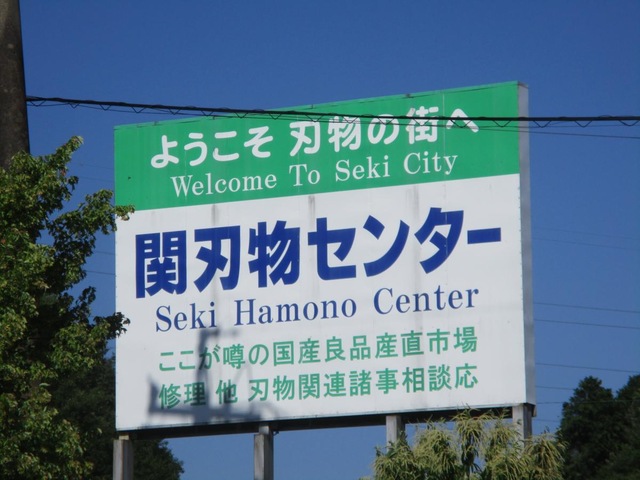 ようこそ 刃物の街へ
Welcome To Seki City
関刃物センター
Seki Hamono Center
ここが噂の国産良品産直市場
修理 他 刃物関連諸事相談応